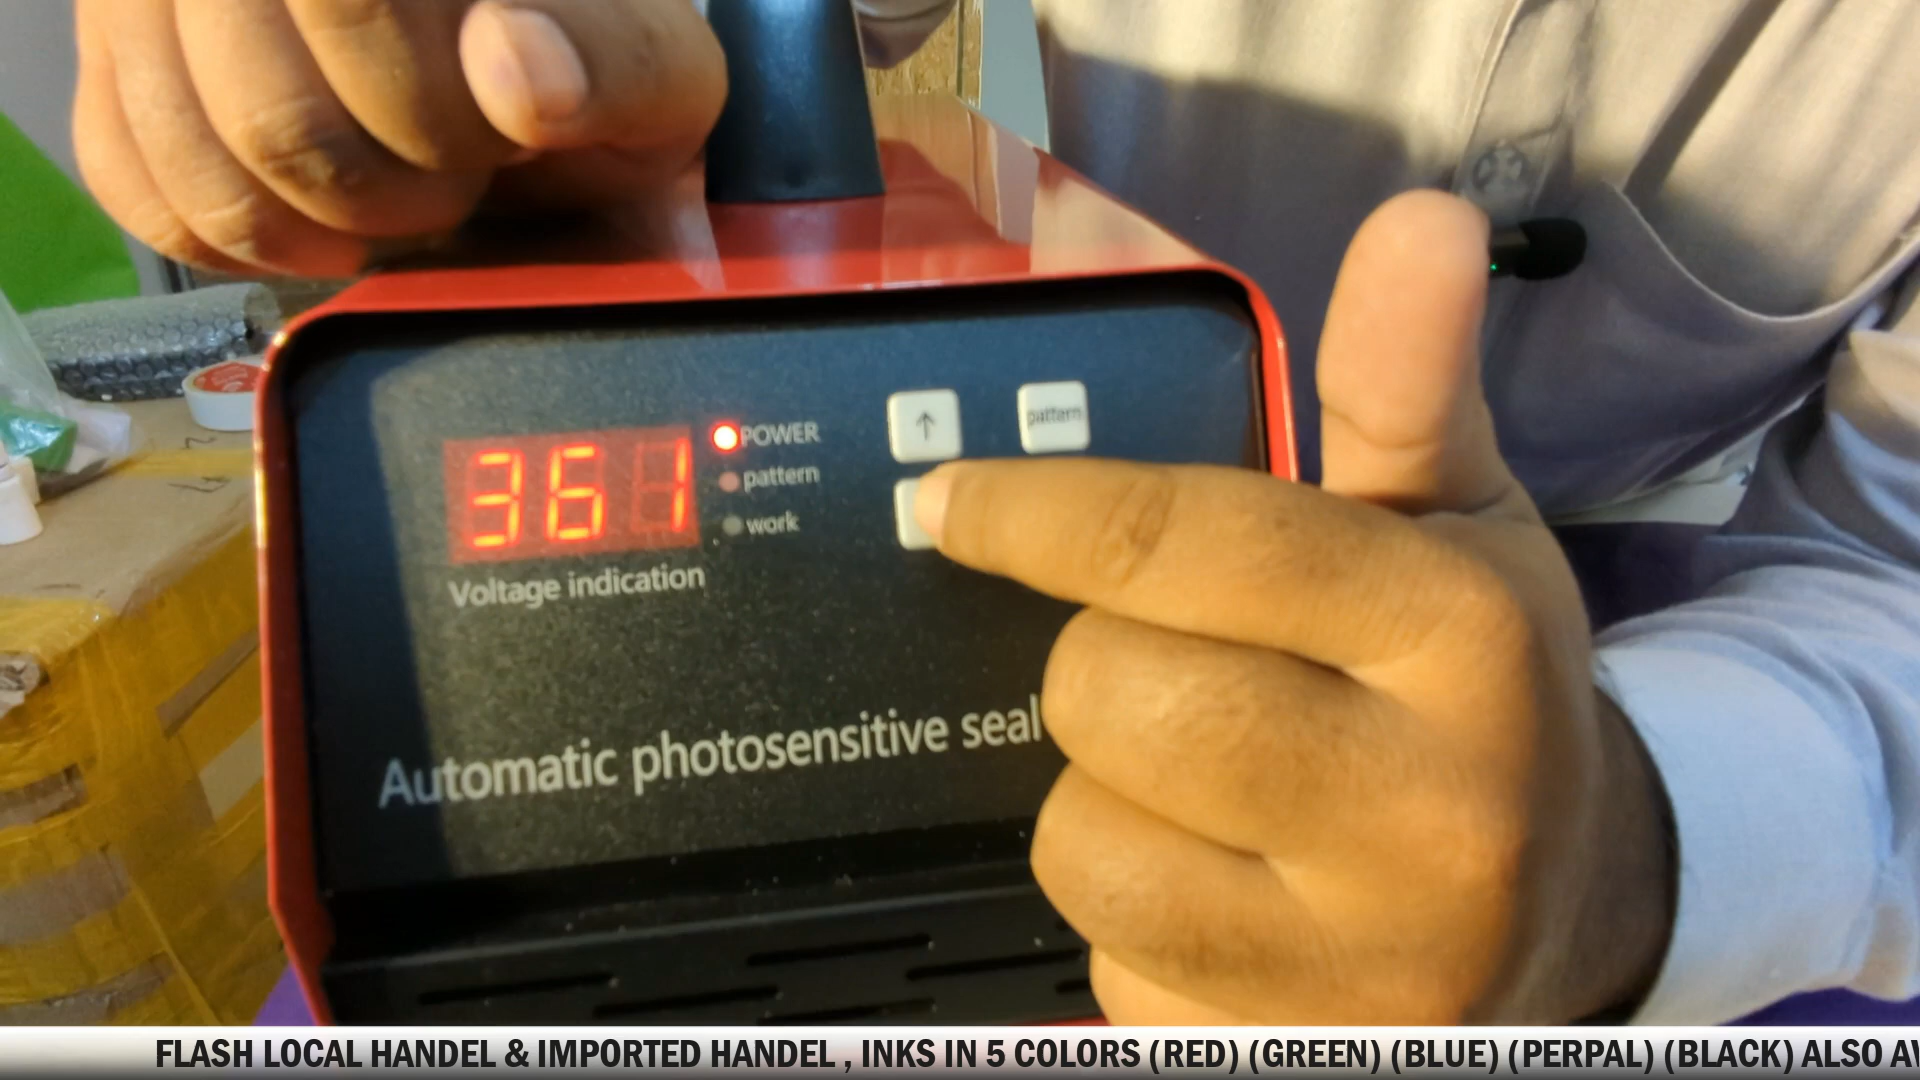 361
POWER
pattern
work
↑
pattern
Voltage indication
Automatic photosensitive seal
FLASH LOCAL HANDEL & IMPORTED HANDEL , INKS IN 5 COLORS (RED) (GREEN) (BLUE) (PERPAL) (BLACK) ALSO